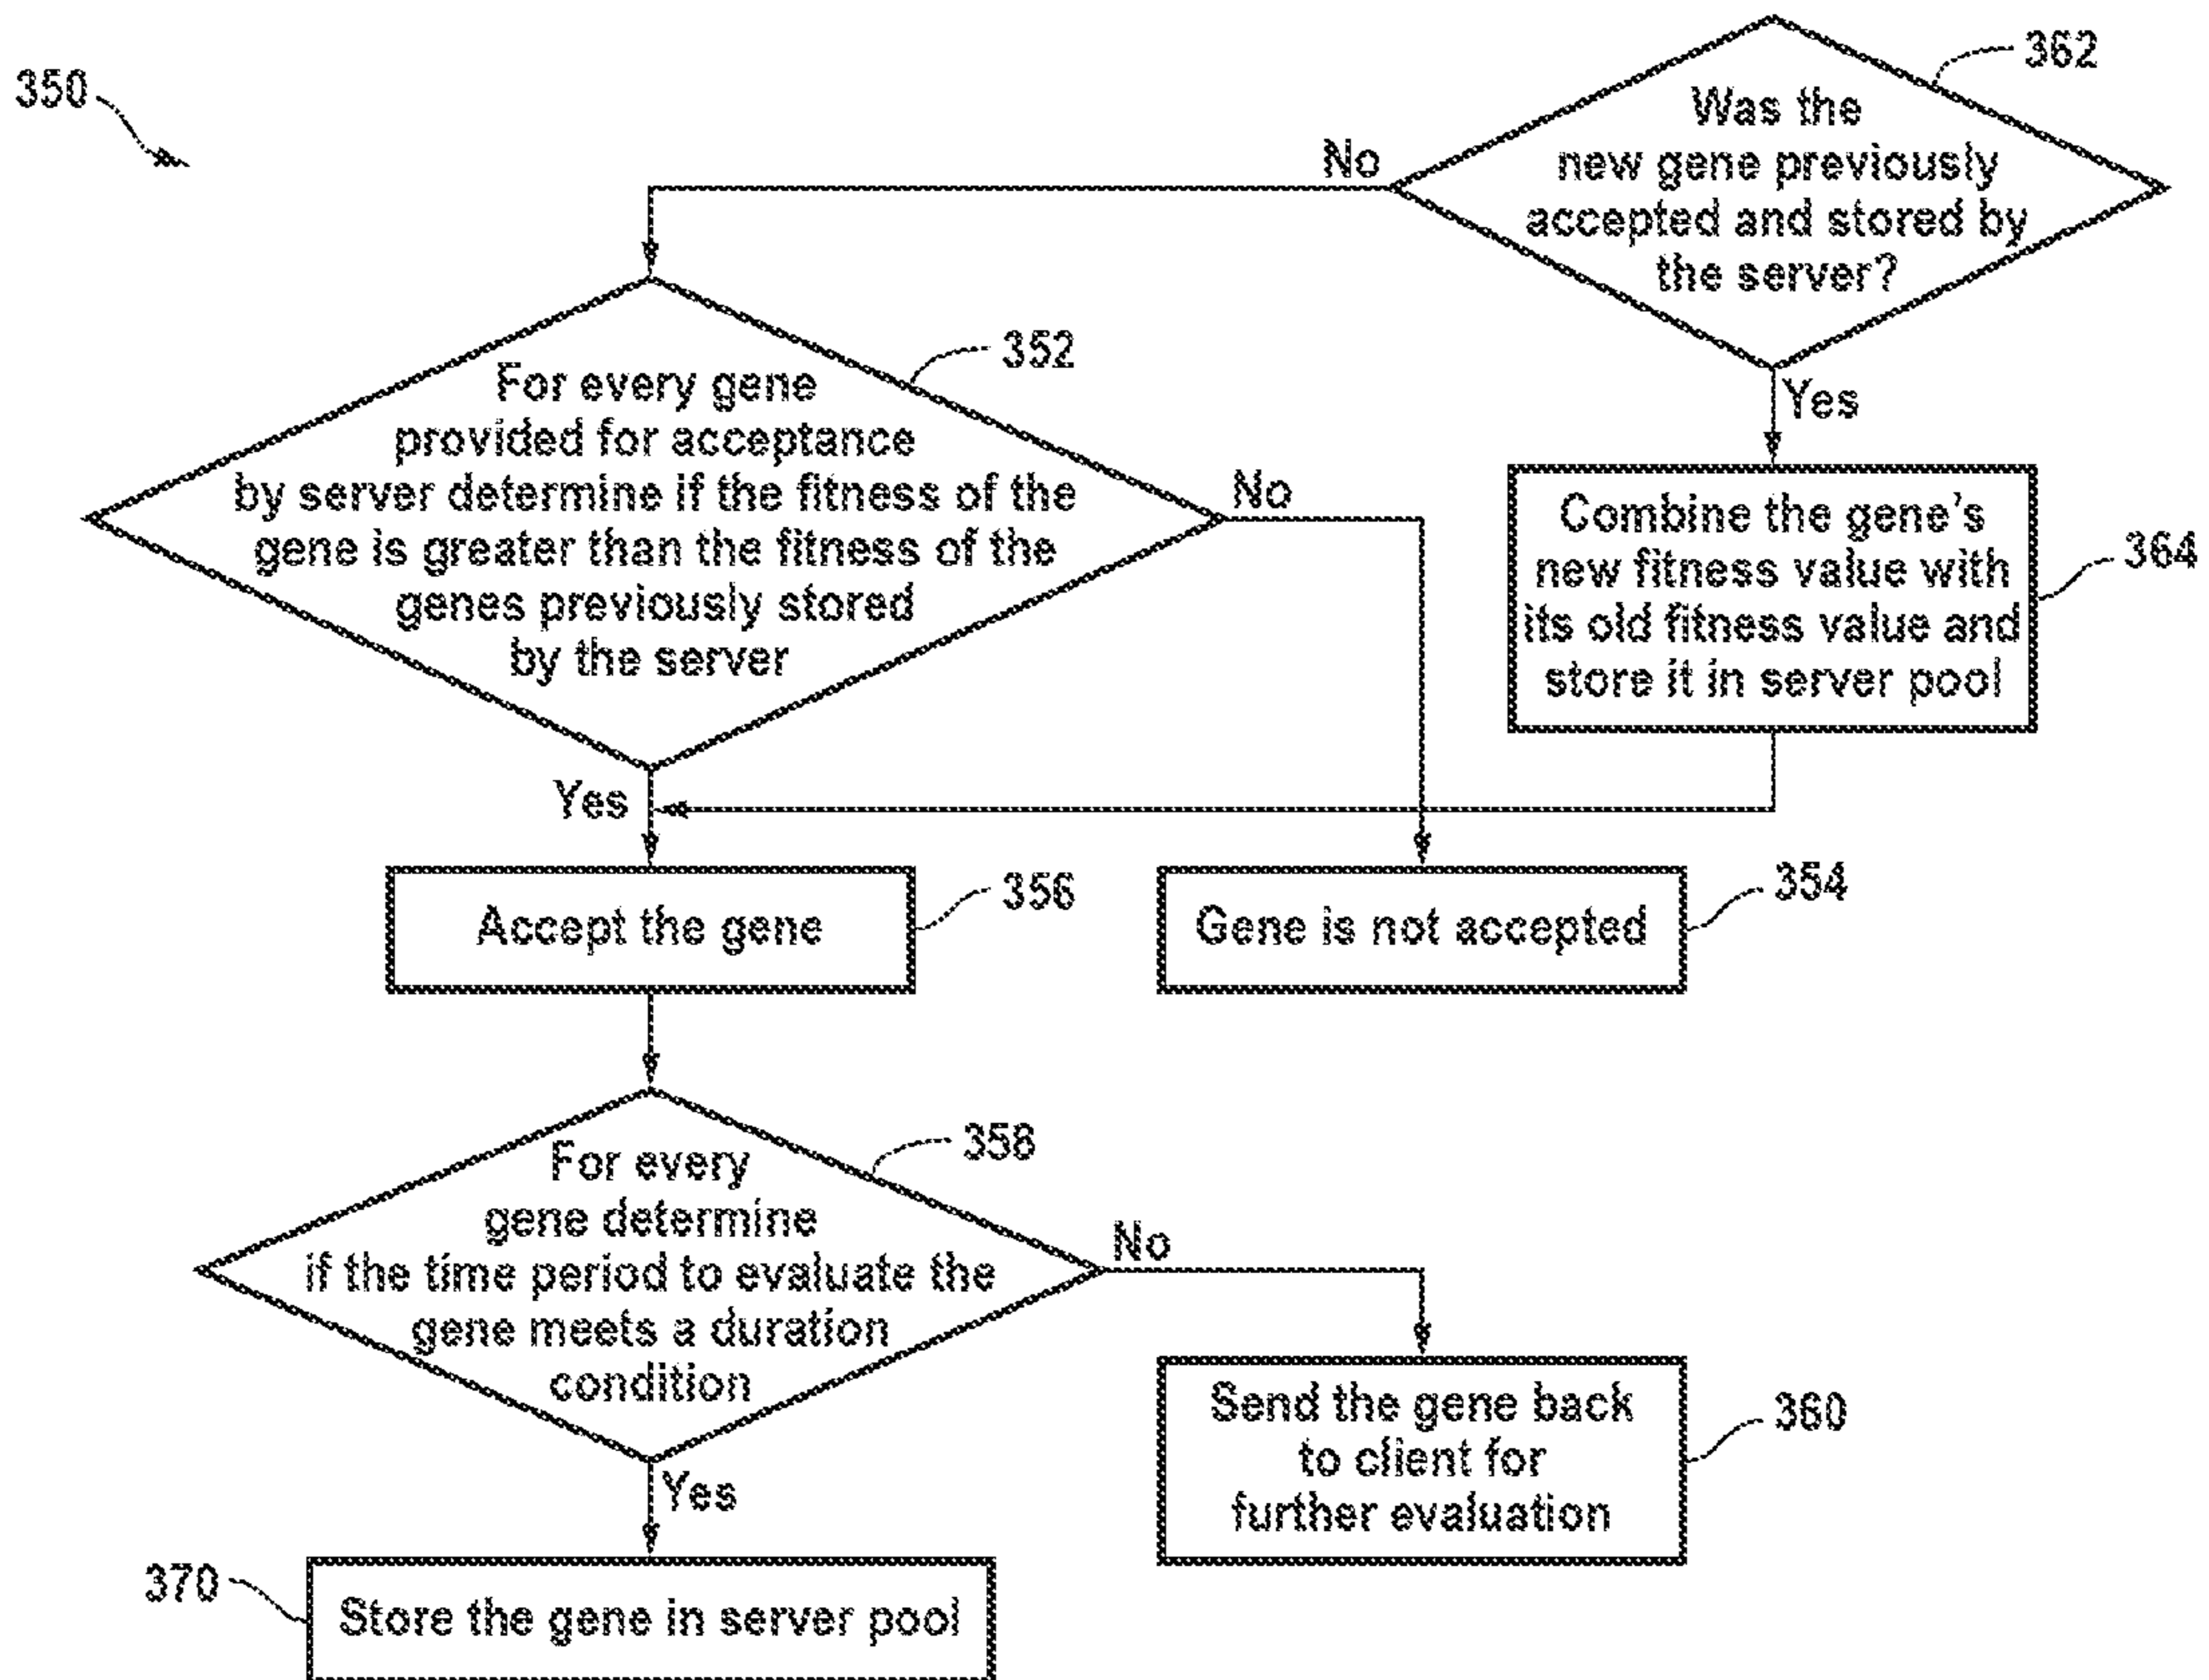 350
362
Was the
new gene previously
accepted and stored by
the server?
No
Yes
352
For every gene
provided for acceptance
by server determine if the fitness of the
gene is greater than the fitness of the
genes previously stored
by the server
No
Yes
Combine the gene's
new fitness value with
its old fitness value and
store it in server pool
364
Accept the gene
356
Gene is not accepted
354
358
For every
gene determine
if the time period to evaluate the
gene meets a duration
condition
No
Yes
Send the gene back
to client for
further evaluation
360
370
Store the gene in server pool